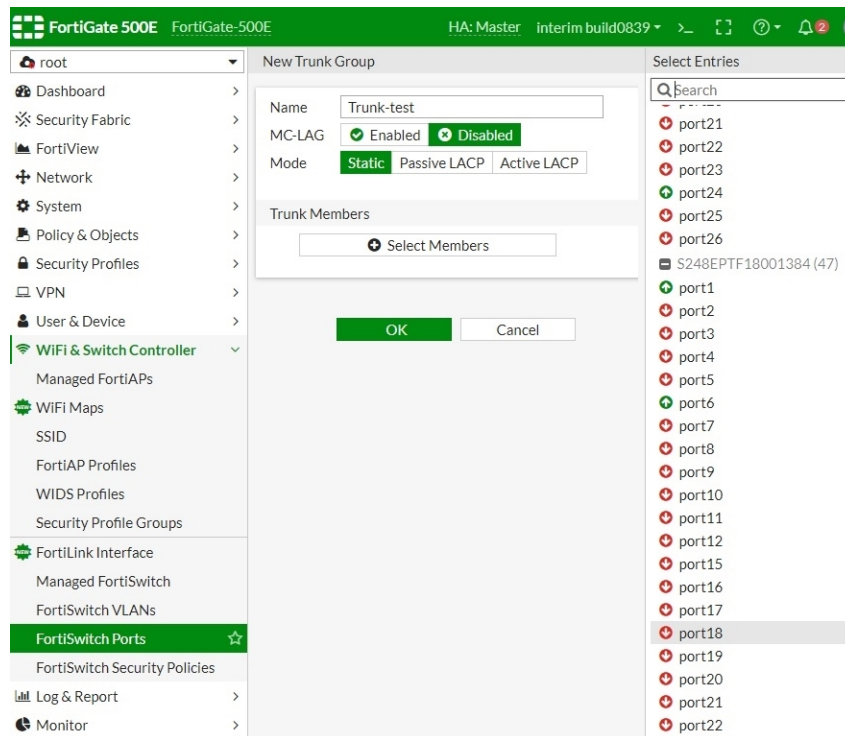 FortiGate 500E FortiGate-500E HA: Master interim build0839 >_ 2
root
Dashboard
Security Fabric
FortiView
Network
System
Policy & Objects
Security Profiles
VPN
User & Device
WiFi & Switch Controller
Managed FortiAPs
NEW WiFi Maps
SSID
FortiAP Profiles
WIDS Profiles
Security Profile Groups
NEW FortiLink Interface
Managed FortiSwitch
FortiSwitch VLANs
FortiSwitch Ports
FortiSwitch Security Policies
Log & Report
Monitor
New Trunk Group
Name Trunk-test
MC-LAG Enabled Disabled
Mode Static Passive LACP Active LACP
Trunk Members
Select Members
OK Cancel
Select Entries
Search
port21
port22
port23
port24
port25
port26
S248EPTF18001384 (47)
port1
port2
port3
port4
port5
port6
port7
port8
port9
port10
port11
port12
port15
port16
port17
port18
port19
port20
port21
port22